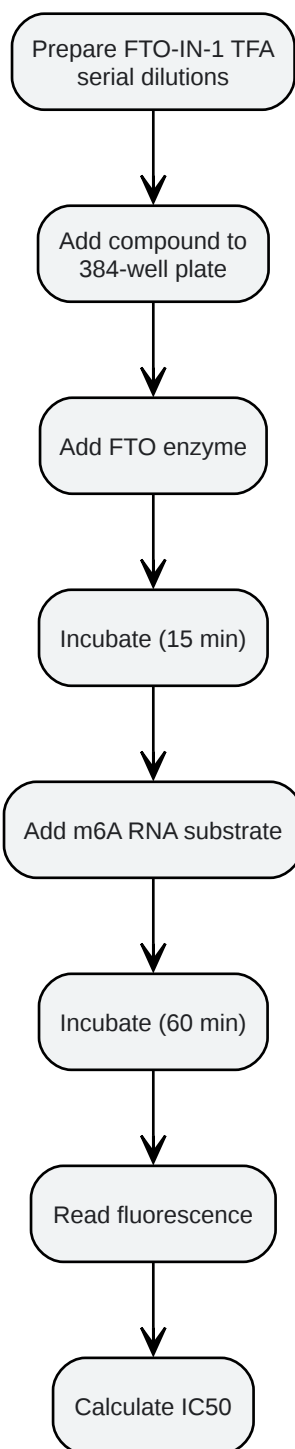 Prepare FTO-IN-1 TFA
serial dilutions
Add compound to
384-well plate
Add FTO enzyme
Incubate (15 min)
Add m6A RNA substrate
Incubate (60 min)
Read fluorescence
Calculate IC50